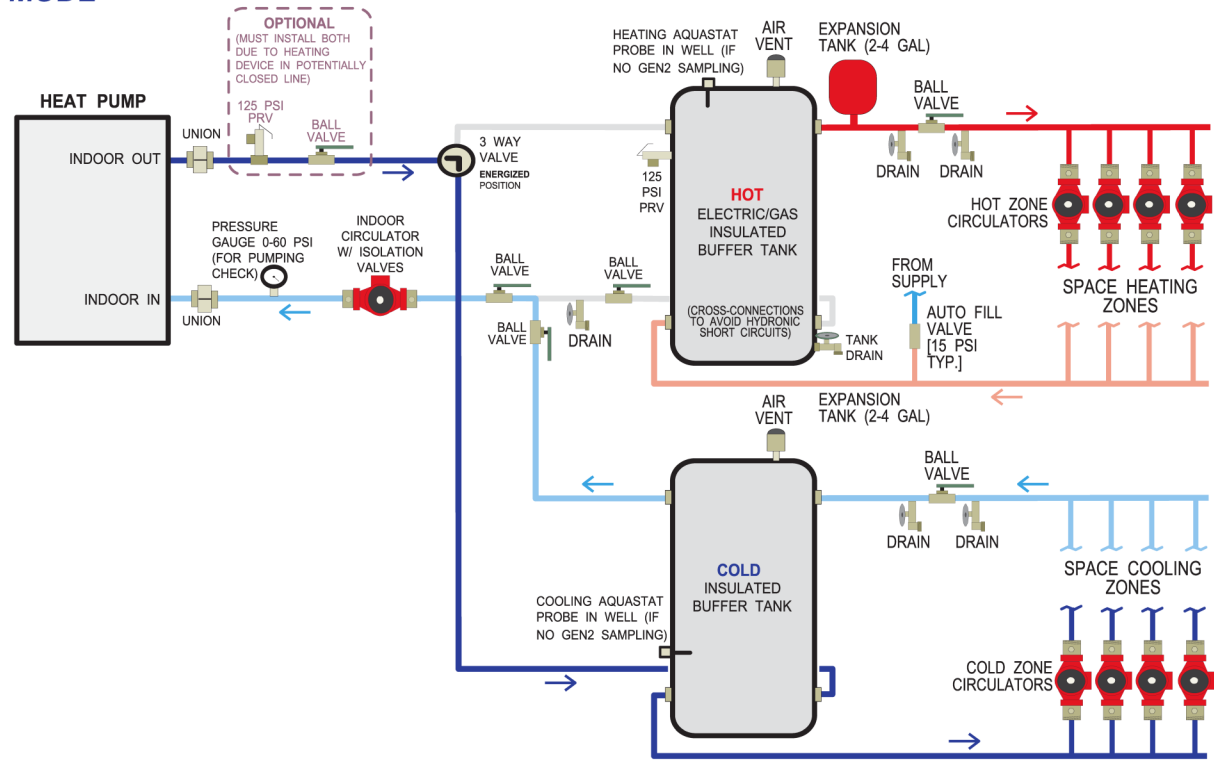 MODE
OPTIONAL
(MUST INSTALL BOTH
DUE TO HEATING
DEVICE IN POTENTIALLY
CLOSED LINE)
125 PSI
PRV
BALL
VALVE
HEAT PUMP
INDOOR OUT
INDOOR IN
UNION
UNION
PRESSURE
GAUGE 0-60 PSI
(FOR PUMPING
CHECK)
INDOOR
CIRCULATOR
W/ ISOLATION
VALVES
3 WAY
VALVE
ENERGIZED
POSITION
BALL
VALVE
BALL
VALVE
BALL
VALVE
DRAIN
HEATING AQUASTAT
PROBE IN WELL (IF
NO GEN2 SAMPLING)
AIR
VENT
EXPANSION
TANK (2-4 GAL)
125
PSI
PRV
HOT
ELECTRIC/GAS
INSULATED
BUFFER TANK
(CROSS-CONNECTIONS
TO AVOID HYDRONIC
SHORT CIRCUITS)
TANK
DRAIN
BALL
VALVE
DRAIN
DRAIN
HOT ZONE
CIRCULATORS
FROM
SUPPLY
AUTO FILL
VALVE
[15 PSI
TYP.]
SPACE HEATING
ZONES
AIR
VENT
EXPANSION
TANK (2-4 GAL)
BALL
VALVE
DRAIN
DRAIN
COLD
INSULATED
BUFFER TANK
COOLING AQUASTAT
PROBE IN WELL (IF
NO GEN2 SAMPLING)
SPACE COOLING
ZONES
COLD ZONE
CIRCULATORS